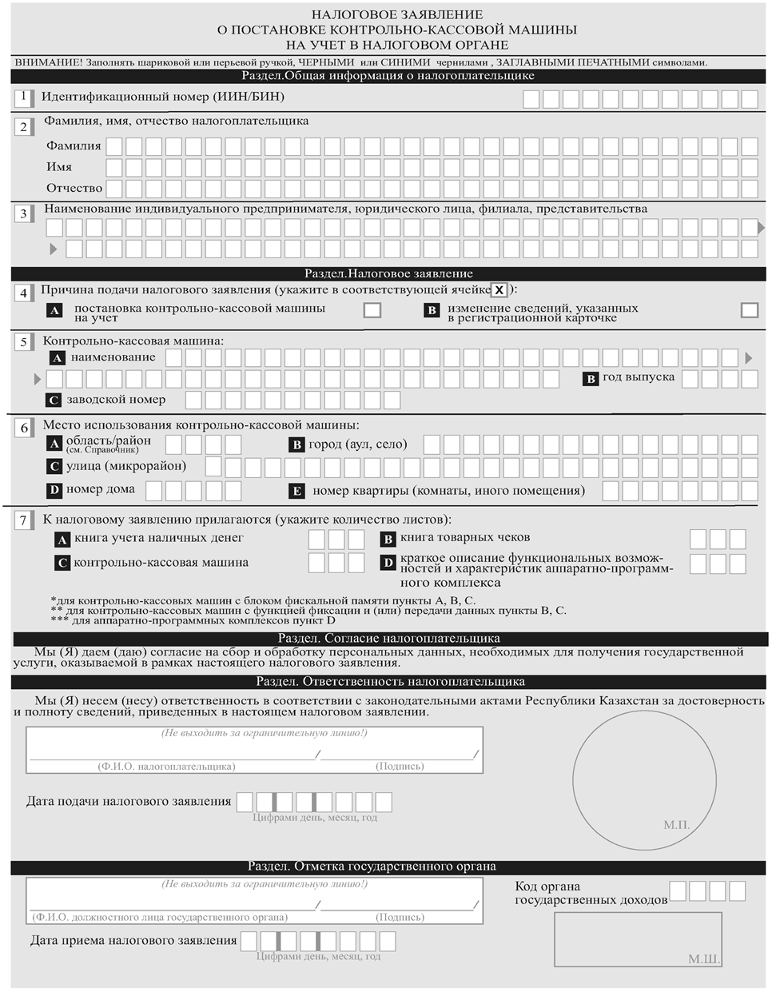 НАЛОГОВОЕ ЗАЯВЛЕНИЕ
О ПОСТАНОВКЕ КОНТРОЛЬНО-КАССОВОЙ МАШИНЫ
НА УЧЕТ В НАЛОГОВОМ ОРГАНЕ
ВНИМАНИЕ! Заполнять шариковой или перьевой ручкой, ЧЕРНЫМИ или СИНИМИ чернилами , ЗАГЛАВНЫМИ ПЕЧАТНЫМИ символами.
Раздел.Общая информация о налогоплательщике
1 Идентификационный номер (ИИН/БИН)
2 Фамилия, имя, отчество налогоплательщика
Фамилия
Имя
Отчество
3 Наименование индивидуального предпринимателя, юридического лица, филиала, представительства
Раздел.Налоговое заявление
4 Причина подачи налогового заявления (укажите в соответствующей ячейке X ):
A постановка контрольно-кассовой машины
на учет
B изменение сведений, указанных
в регистрационной карточке
5 Контрольно-кассовая машина:
A наименование
B год выпуска
C заводской номер
6 Место использования контрольно-кассовой машины:
A область/район
(см. Справочник)
B город (аул, село)
C улица (микрорайон)
D номер дома
E номер квартиры (комнаты, иного помещения)
7 К налоговому заявлению прилагаются (укажите количество листов):
A книга учета наличных денег
B книга товарных чеков
C контрольно-кассовая машина
D краткое описание функциональных возмож-
ностей и характеристик аппаратно-программ-
ного комплекса
*для контрольно-кассовых машин с блоком фискальной памяти пункты А, В, С.
** для контрольно-кассовых машин с функцией фиксации и (или) передачи данных пункты В, С.
*** для аппаратно-программных комплексов пункт D
Раздел. Согласие налогоплательщика
Мы (Я) даем (даю) согласие на сбор и обработку персональных данных, необходимых для получения государственной
услуги, оказываемой в рамках настоящего налогового заявления.
Раздел. Ответственность налогоплательщика
Мы (Я) несем (несу) ответственность в соответствии с законодательными актами Республики Казахстан за достоверность
и полноту сведений, приведенных в настоящем налоговом заявлении.
(Не выходить за ограничительную линию!)
/ /
(Ф.И.О. налогоплательщика) (Подпись)
Дата подачи налогового заявления
Цифрами день, месяц, год
М.П.
Раздел. Отметка государственного органа
(Не выходить за ограничительную линию!)
/ /
(Ф.И.О. должностного лица государственного органа) (Подпись)
Код органа
государственных доходов
Дата приема налогового заявления
Цифрами день, месяц, год
М.Ш.